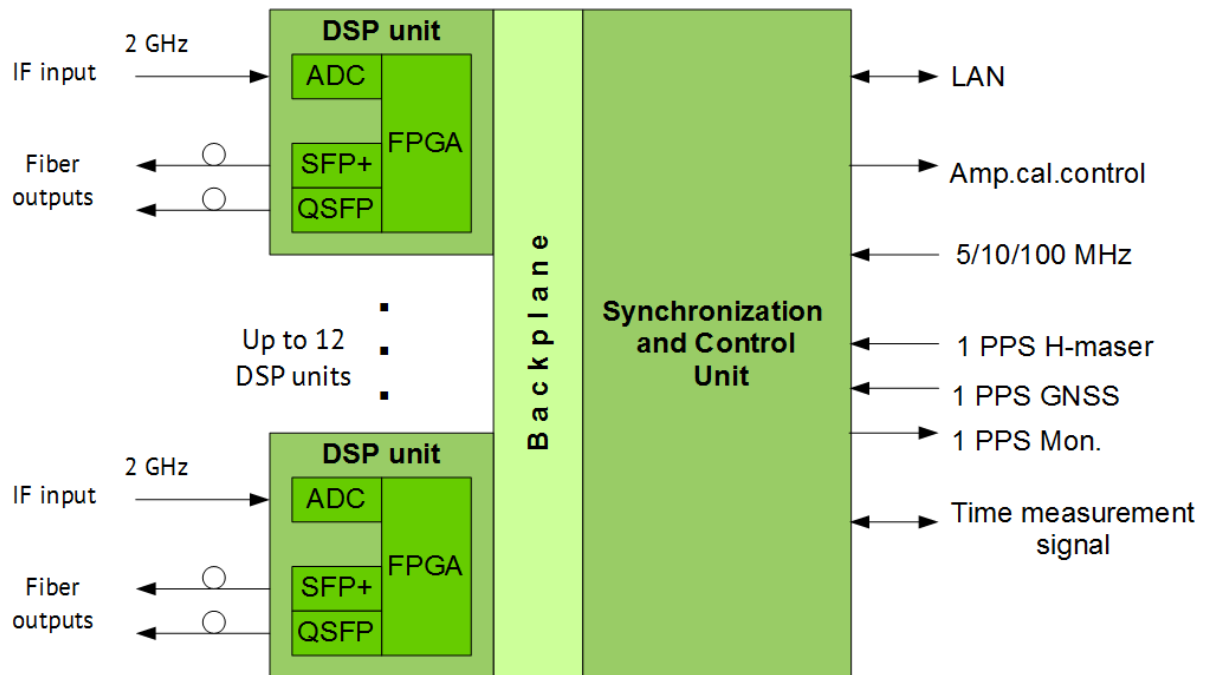 DSP unit
2 GHz
IF input
ADC
FPGA
Fiber
outputs
SFP+
QSFP
Up to 12
DSP units
DSP unit
2 GHz
IF input
ADC
FPGA
Fiber
outputs
SFP+
QSFP
Backplane
Synchronization
and Control
Unit
LAN
Amp.cal.control
5/10/100 MHz
1 PPS H-maser
1 PPS GNSS
1 PPS Mon.
Time measurement
signal